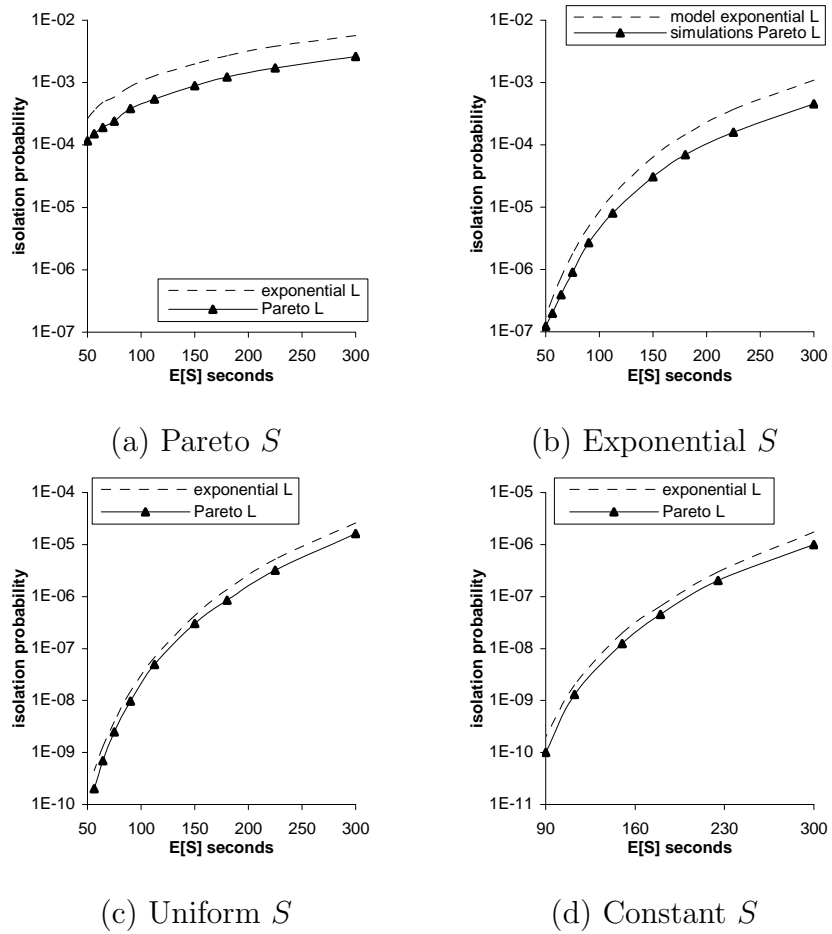 1E-02
1E-03
1E-04
1E-05
1E-06
1E-07
isolation probability
exponential L
Pareto L
50 100 150 200 250 300
E[S] seconds
(a) Pareto S
model exponential L
simulations Pareto L
1E-02
1E-03
1E-04
1E-05
1E-06
1E-07
isolation probability
50 100 150 200 250 300
E[S] seconds
(b) Exponential S
exponential L
Pareto L
1E-04
1E-05
1E-06
1E-07
1E-08
1E-09
1E-10
isolation probability
50 100 150 200 250 300
E[S] seconds
(c) Uniform S
exponential L
Pareto L
1E-05
1E-06
1E-07
1E-08
1E-09
1E-10
1E-11
isolation probability
90 160 230 300
E[S] seconds
(d) Constant S